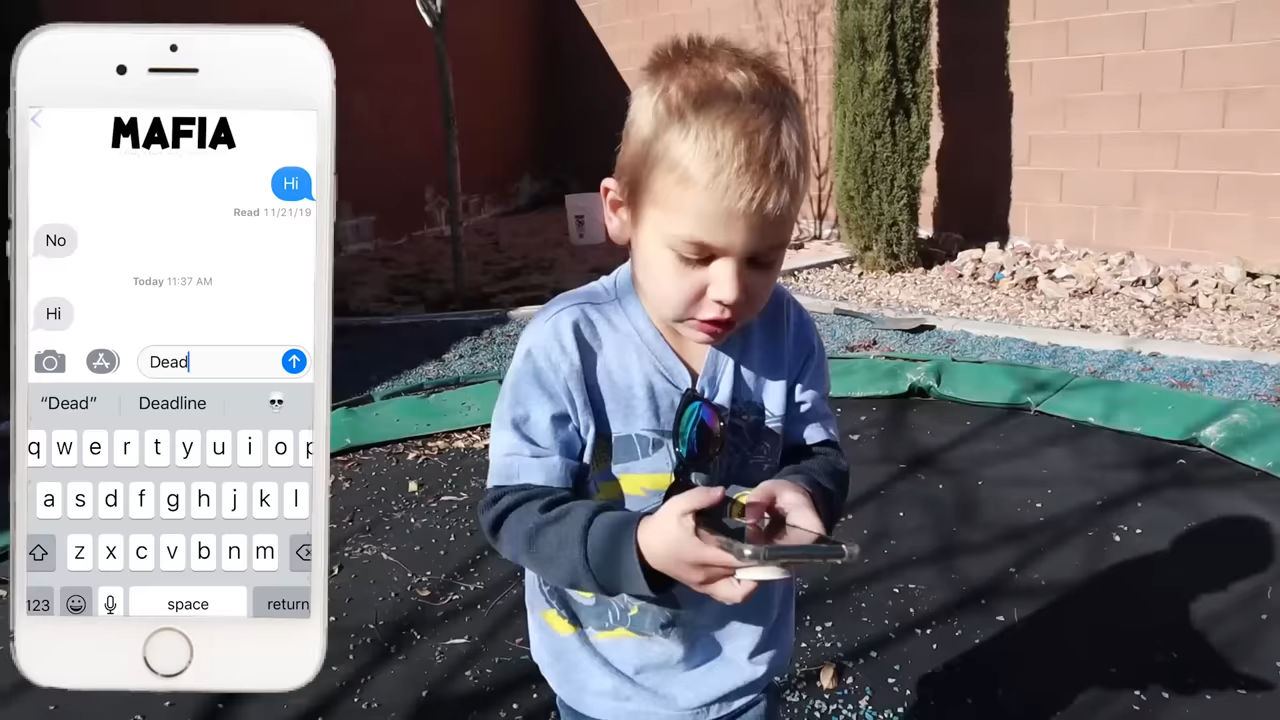 MAFIA
Hi
Read 11/21/19
No
Today 11:37 AM
Hi
Dead
“Dead” Deadline
q w e r t y u i o p
a s d f g h j k l
z x c v b n m
123 space return